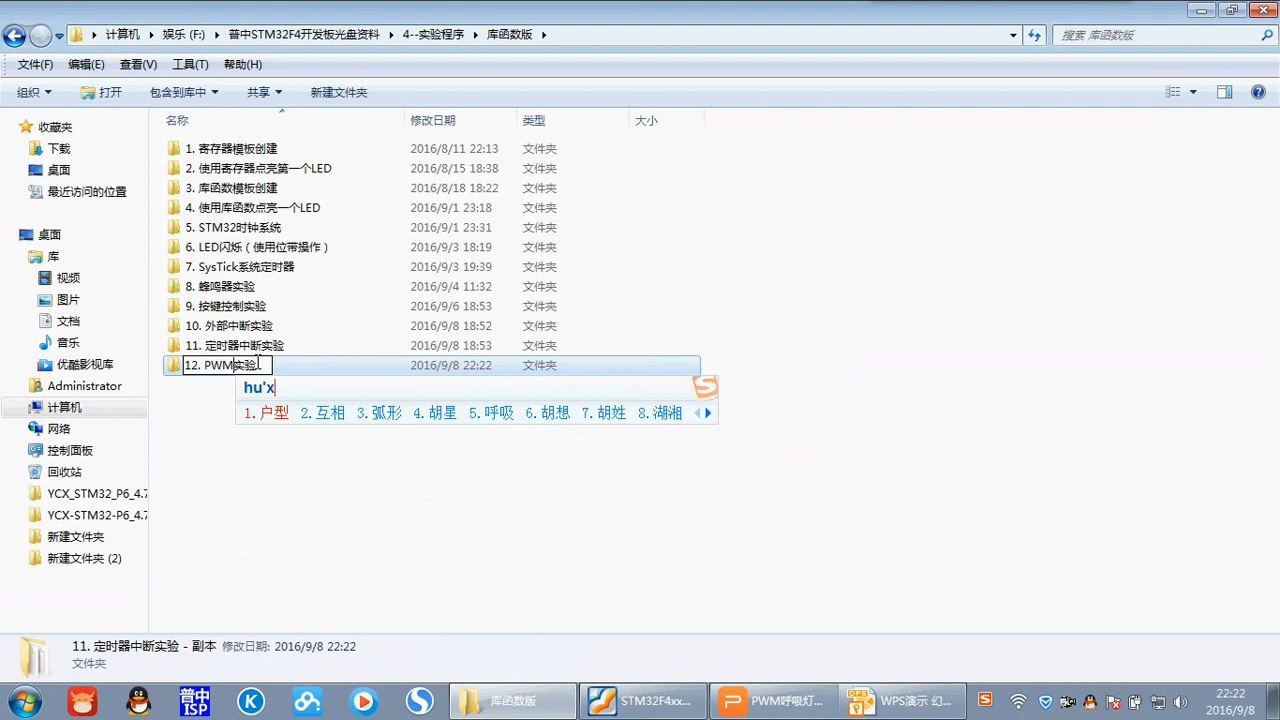 计算机 娱乐 (F:) 普中STM32F4开发板光盘资料 4--实验程序 库函数版
搜索 库函数版
文件(F) 编辑(E) 查看(V) 工具(T) 帮助(H)
组织 打开 包含到库中 共享 新建文件夹
名称 修改日期 类型 大小
收藏夹
下载
桌面
最近访问的位置
桌面
库
视频
图片
文档
音乐
优酷影视库
Administrator
计算机
网络
控制面板
回收站
YCX_STM32_P6_4.7
YCX-STM32-P6_4.7
新建文件夹
新建文件夹 (2)
1. 寄存器模板创建 2016/8/11 22:13 文件夹
2. 使用寄存器点亮第一个LED 2016/8/15 18:38 文件夹
3. 库函数模板创建 2016/8/18 18:22 文件夹
4. 使用库函数点亮一个LED 2016/9/1 23:18 文件夹
5. STM32时钟系统 2016/9/1 23:31 文件夹
6. LED闪烁（使用位带操作） 2016/9/3 18:19 文件夹
7. SysTick系统定时器 2016/9/3 19:39 文件夹
8. 蜂鸣器实验 2016/9/4 11:32 文件夹
9. 按键控制实验 2016/9/6 18:53 文件夹
10. 外部中断实验 2016/9/8 18:52 文件夹
11. 定时器中断实验 2016/9/8 18:53 文件夹
12. PWM实验 2016/9/8 22:22 文件夹
hu'x
1.户型 2.互相 3.弧形 4.胡星 5.呼吸 6.胡想 7.胡姓 8.湖湘
11. 定时器中断实验 - 副本 修改日期: 2016/9/8 22:22
文件夹
普中
ISP
库函数版
STM32F4xx...
PWM呼吸灯...
WPS演示 幻...
22:22
2016/9/8